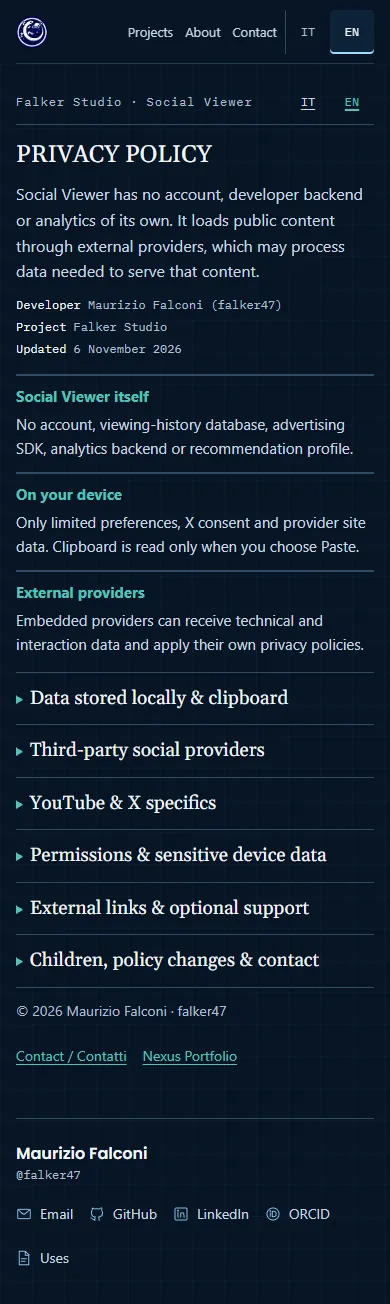 Projects About Contact IT EN
Falker Studio · Social Viewer IT EN
PRIVACY POLICY
Social Viewer has no account, developer backend
or analytics of its own. It loads public content
through external providers, which may process
data needed to serve that content.
Developer Maurizio Falconi (falker47)
Project Falker Studio
Updated 6 November 2026
Social Viewer itself
No account, viewing-history database, advertising
SDK, analytics backend or recommendation profile.
On your device
Only limited preferences, X consent and provider site
data. Clipboard is read only when you choose Paste.
External providers
Embedded providers can receive technical and
interaction data and apply their own privacy policies.
Data stored locally & clipboard
Third-party social providers
YouTube & X specifics
Permissions & sensitive device data
External links & optional support
Children, policy changes & contact
© 2026 Maurizio Falconi · falker47
Contact / Contatti Nexus Portfolio
Maurizio Falconi
@falker47
Email GitHub LinkedIn ORCID
Uses